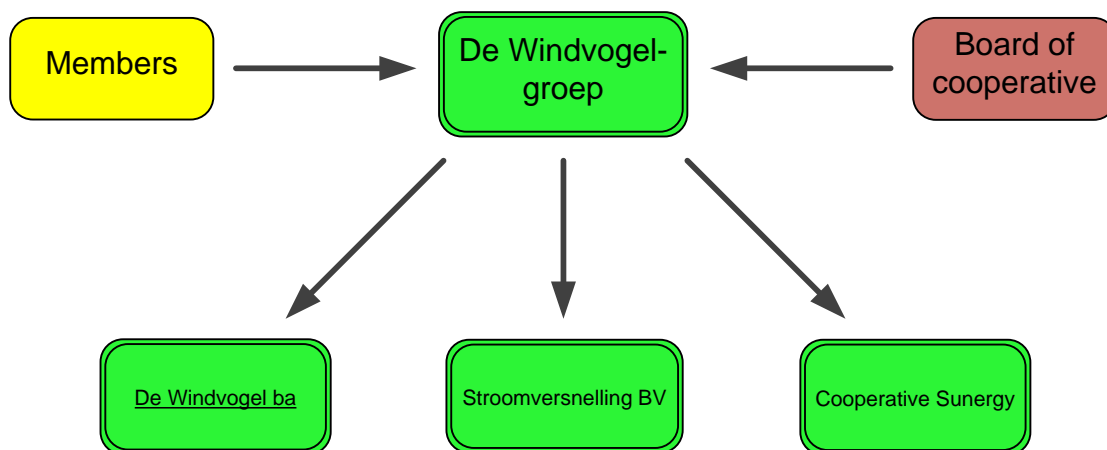 Members
De Windvogel-
groep
Board of
cooperative
De Windvogel ba
Stroomversnelling BV
Cooperative Sunergy